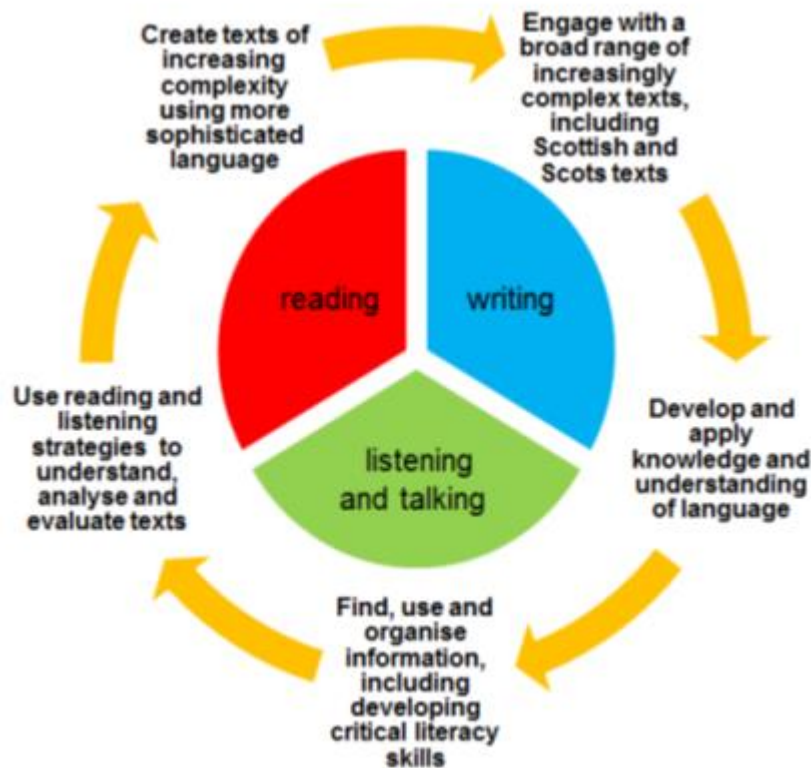 Create texts of
increasing
complexity
using more
sophisticated
language
Engage with a
broad range of
increasingly
complex texts,
including
Scottish and
Scots texts
reading
writing
listening
and talking
Use reading and
listening
strategies to
understand,
analyse and
evaluate texts
Develop and
apply
knowledge and
understanding
of language
Find, use and
organise
information,
including
developing
critical literacy
skills